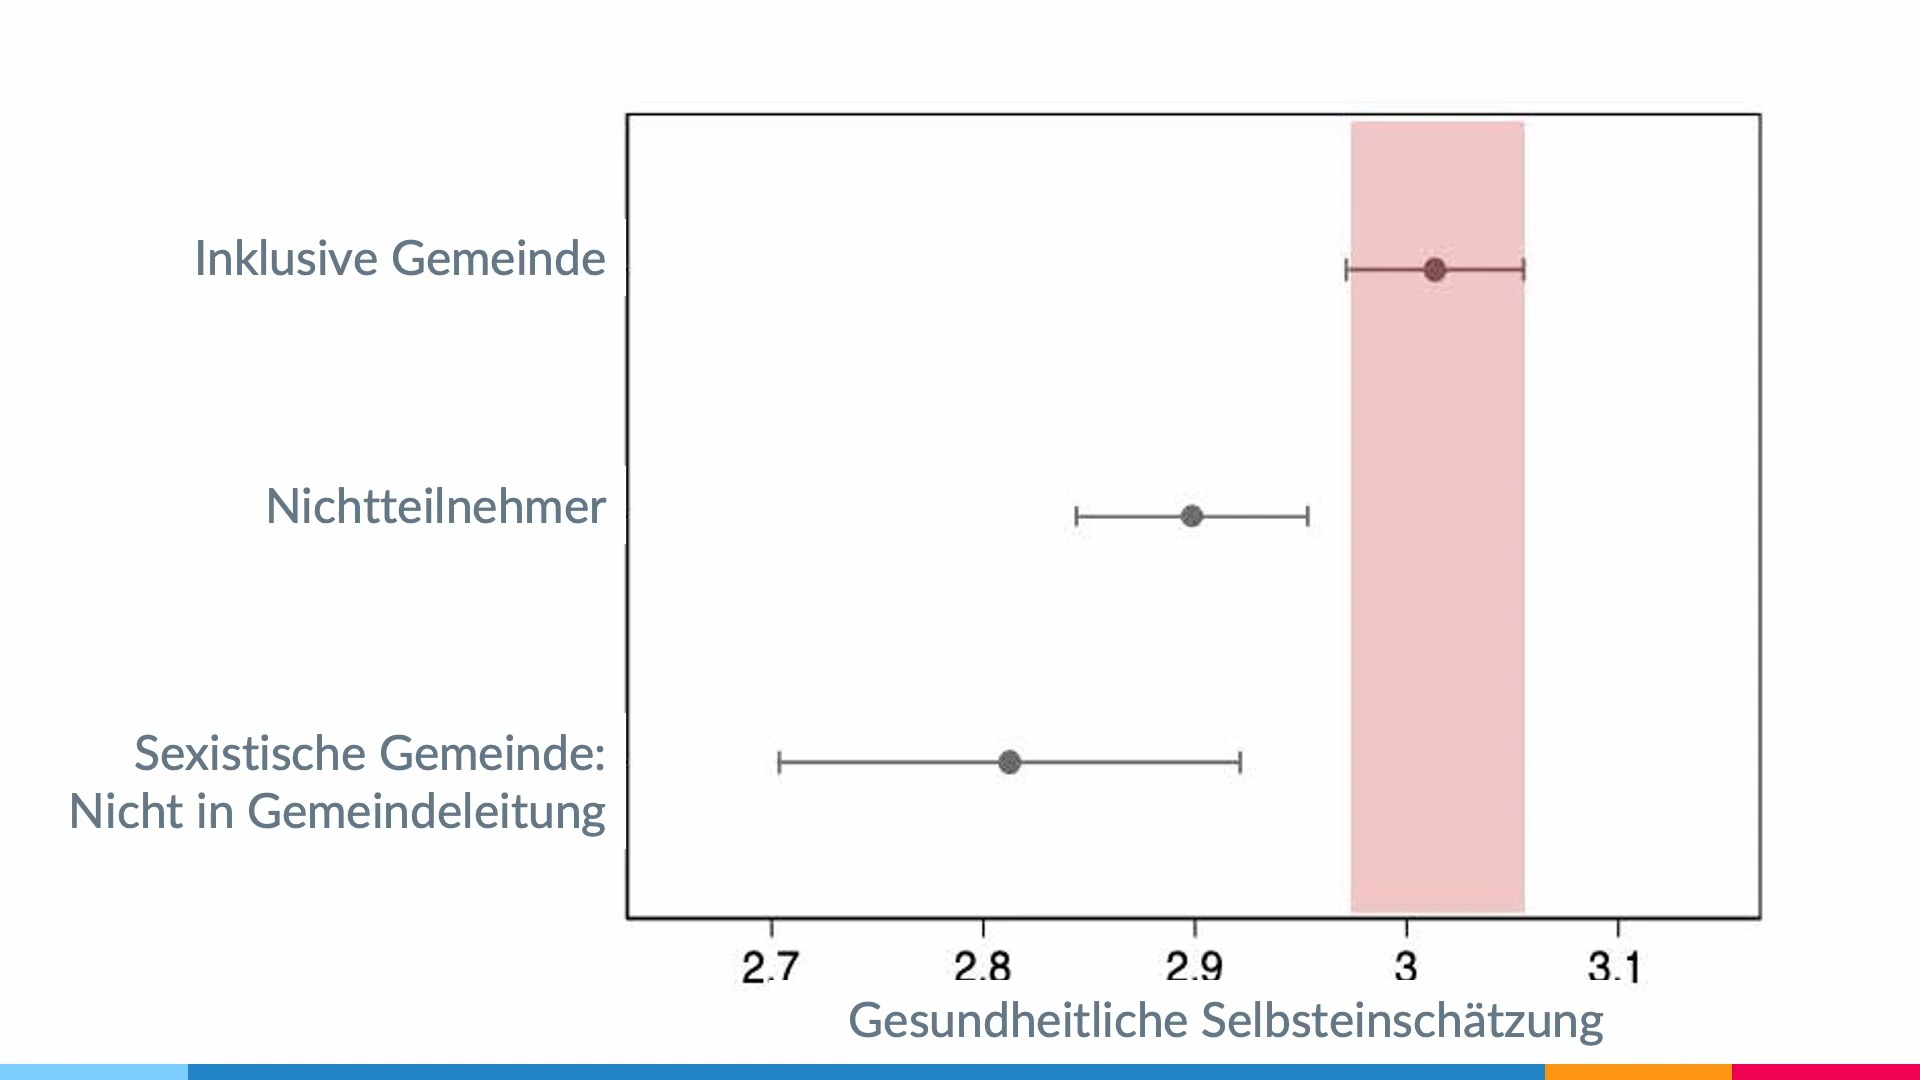 Inklusive Gemeinde
Nichtteilnehmer
Sexistische Gemeinde:
Nicht in Gemeindeleitung
2.7 2.8 2.9 3 3.1
Gesundheitliche Selbsteinschätzung